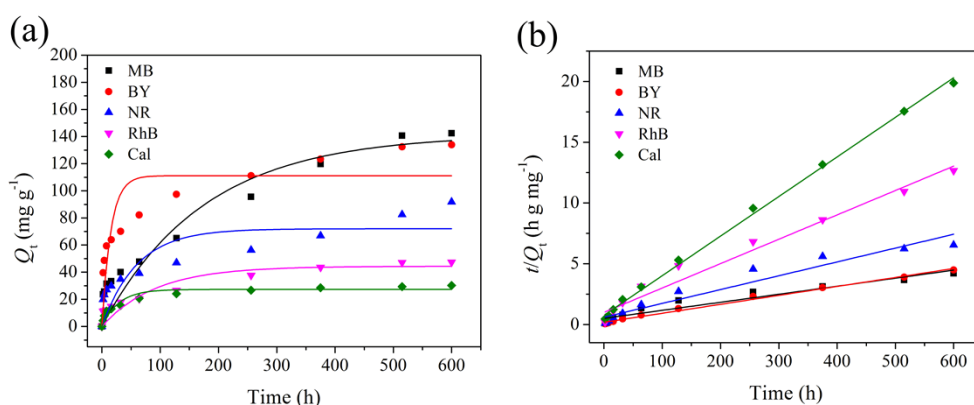 (a)
200
180
160
140
120
100
80
60
40
20
0
Qt (mg g-1)
MB
BY
NR
RhB
Cal
0 100 200 300 400 500 600
Time (h)
(b)
20
15
10
5
0
t/Qt (h g mg-1)
MB
BY
NR
RhB
Cal
0 100 200 300 400 500 600
Time (h)